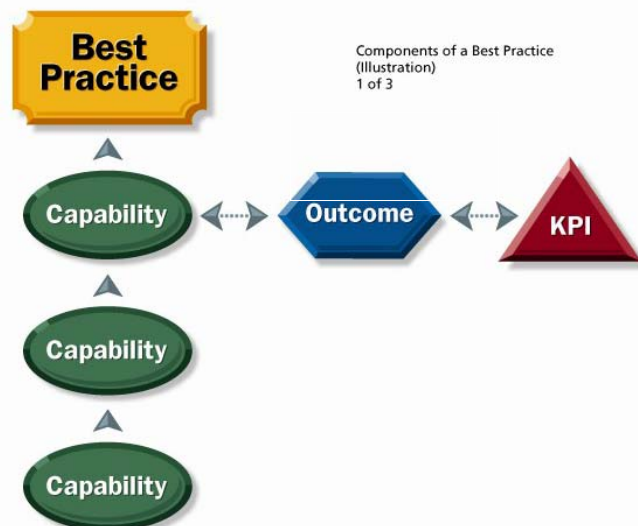 Best
Practice
Components of a Best Practice
(Illustration)
1 of 3
Capability
Outcome
KPI
Capability
Capability